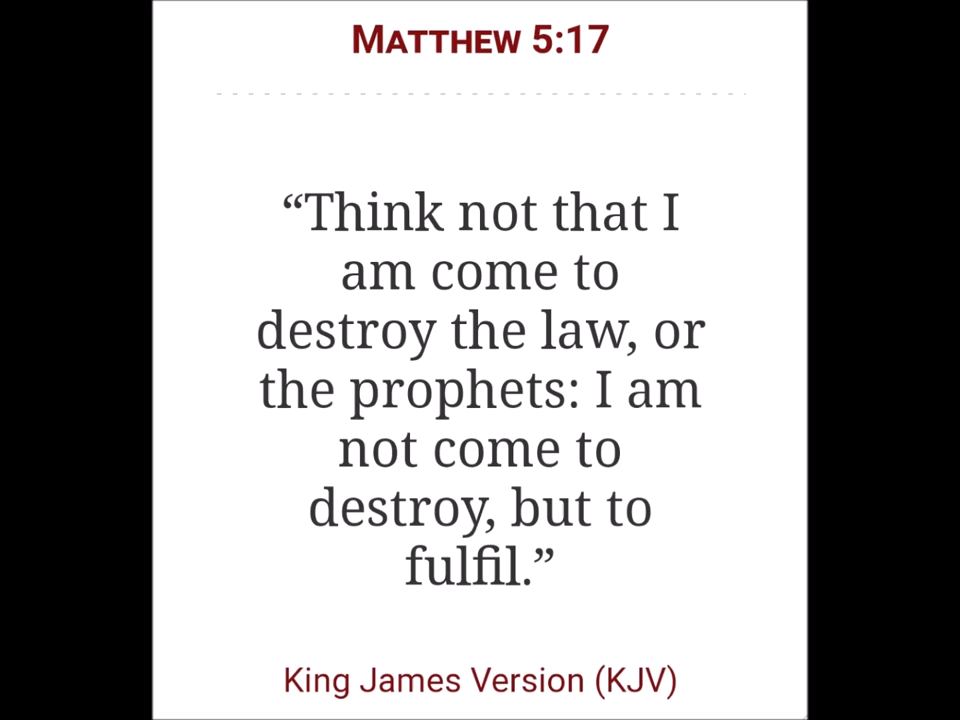 MATTHEW 5:17
“Think not that I
am come to
destroy the law, or
the prophets: I am
not come to
destroy, but to
fulfil.”
King James Version (KJV)